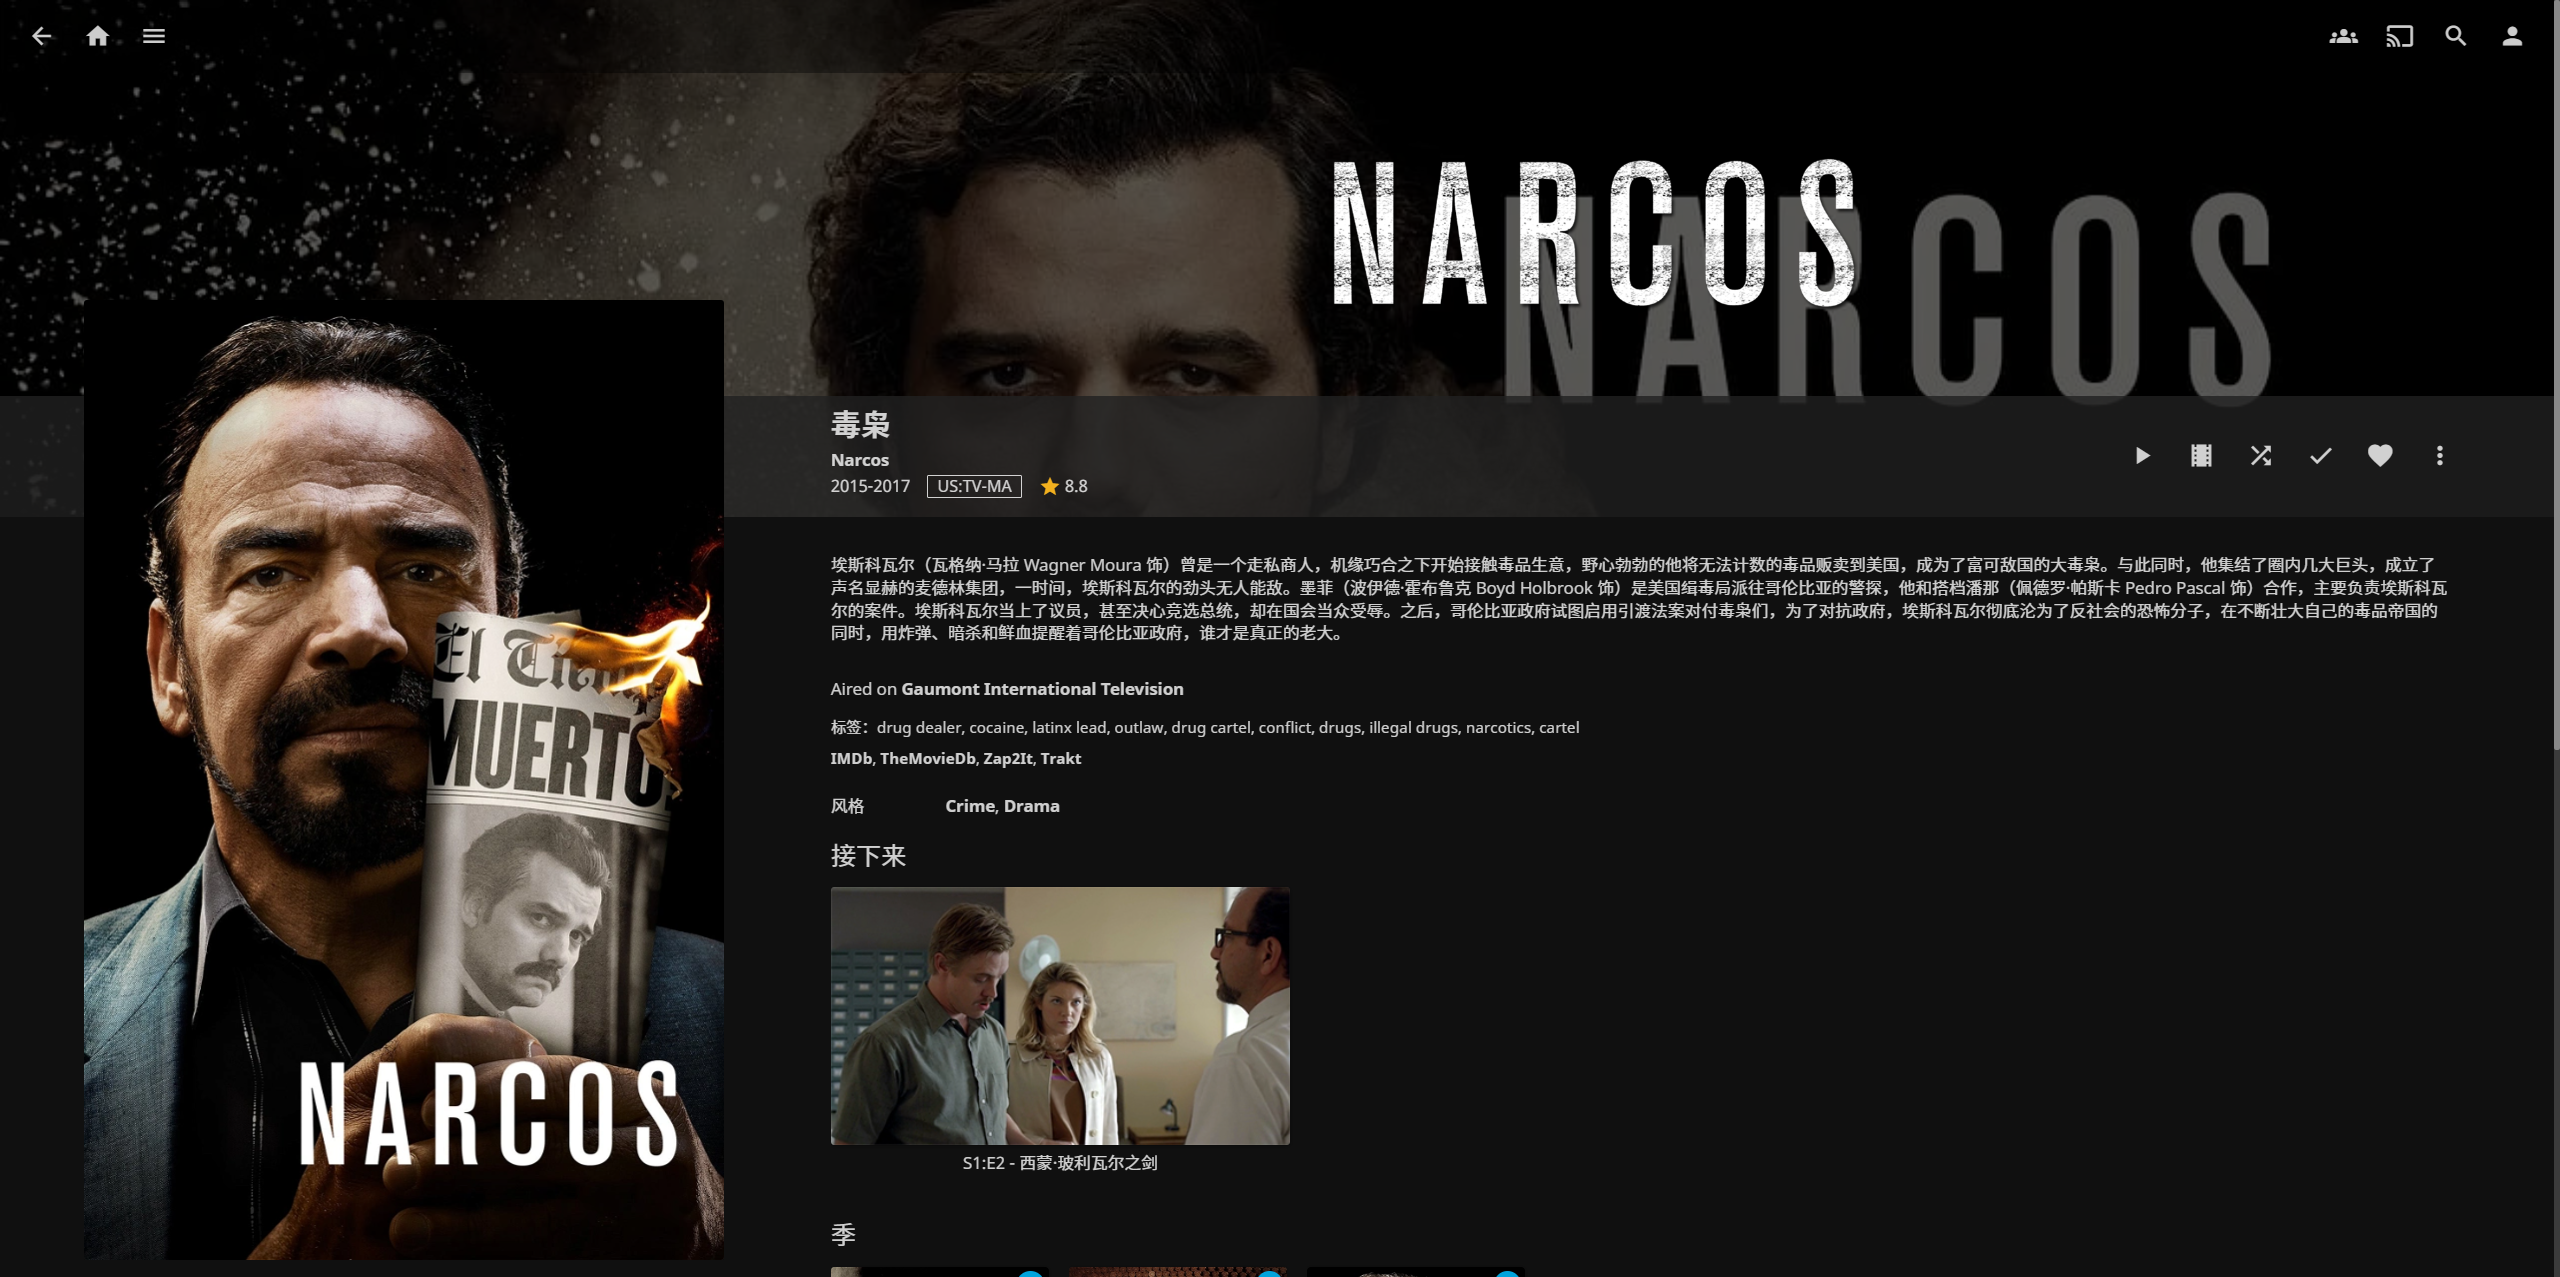 NARCOS
NARCOS
毒枭
Narcos
2015-2017 US:TV-MA 8.8
埃斯科瓦尔（瓦格纳·马拉 Wagner Moura 饰）曾是一个走私商人，机缘巧合之下开始接触毒品生意，野心勃勃的他将无法计数的毒品贩卖到美国，成为了富可敌国的大毒枭。与此同时，他集结了圈内几大巨头，成立了
声名显赫的麦德林集团，一时间，埃斯科瓦尔的劲头无人能敌。墨菲（波伊德·霍布鲁克 Boyd Holbrook 饰）是美国缉毒局派往哥伦比亚的警探，他和搭档潘那（佩德罗·帕斯卡 Pedro Pascal 饰）合作，主要负责埃斯科瓦
尔的案件。埃斯科瓦尔当上了议员，甚至决心竞选总统，却在国会当众受辱。之后，哥伦比亚政府试图启用引渡法案对付毒枭们，为了对抗政府，埃斯科瓦尔彻底沦为了反社会的恐怖分子，在不断壮大自己的毒品帝国的
同时，用炸弹、暗杀和鲜血提醒着哥伦比亚政府，谁才是真正的老大。
Aired on Gaumont International Television
标签：drug dealer, cocaine, latinx lead, outlaw, drug cartel, conflict, drugs, illegal drugs, narcotics, cartel
IMDb, TheMovieDb, Zap2It, Trakt
风格 Crime, Drama
接下来
S1:E2 - 西蒙·玻利瓦尔之剑
季
El
MUERTO
NARCOS